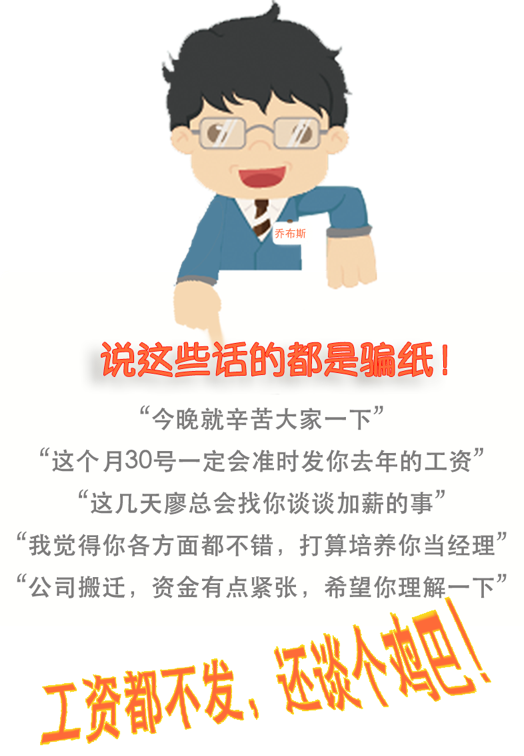 乔布斯
说这些话的都是骗纸！
“今晚就辛苦大家一下”
“这个月30号一定会准时发你去年的工资”
“这几天廖总会找你谈谈加薪的事”
“我觉得你各方面都不错，打算培养你当经理”
“公司搬迁，资金有点紧张，希望你理解一下”
工资都不发，还谈个鸡巴！